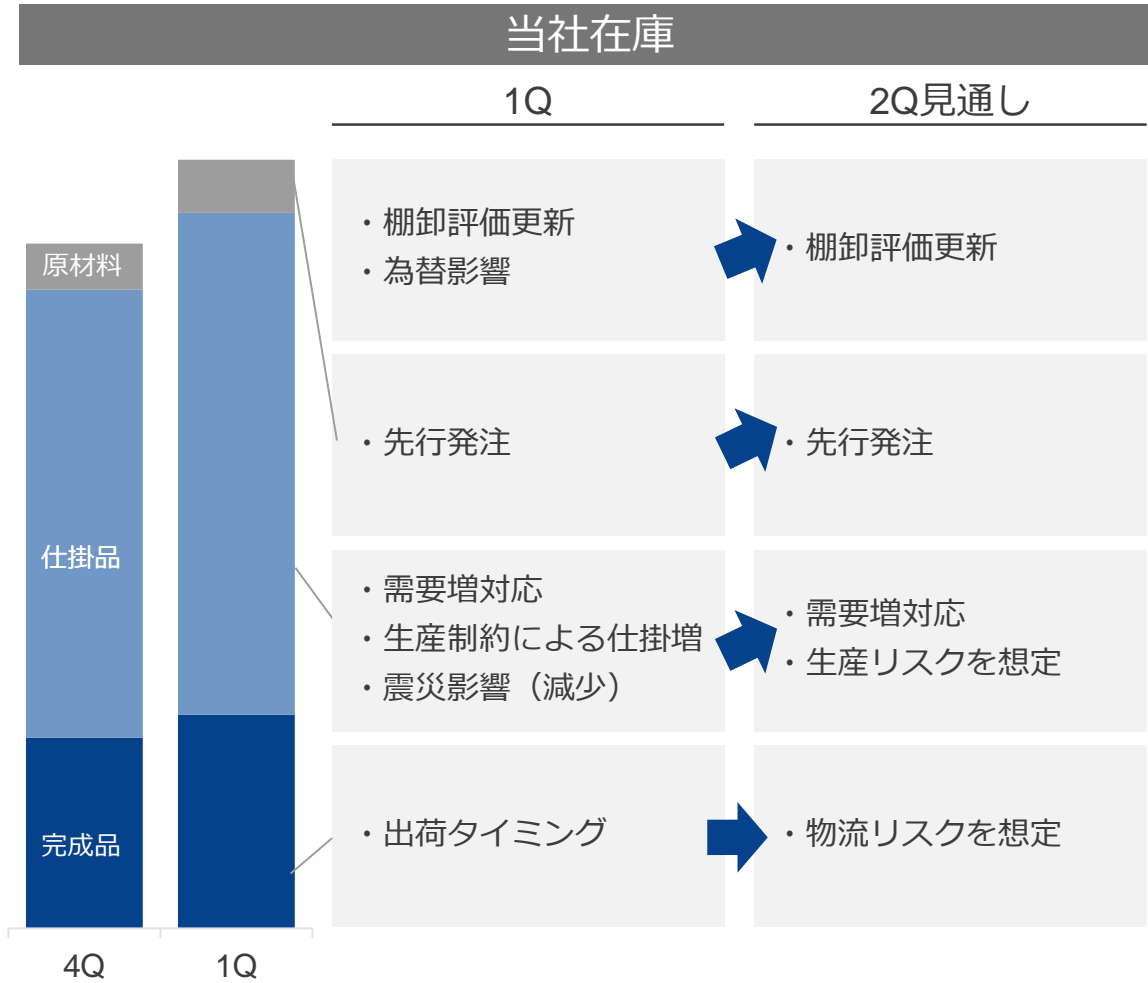 当社在庫
1Q
2Q見通し
・棚卸評価更新
・為替影響
・棚卸評価更新
・先行発注
・先行発注
・需要増対応
・生産制約による仕掛増
・震災影響（減少）
・需要増対応
・生産リスクを想定
・出荷タイミング
・物流リスクを想定
原材料
仕掛品
完成品
4Q
1Q